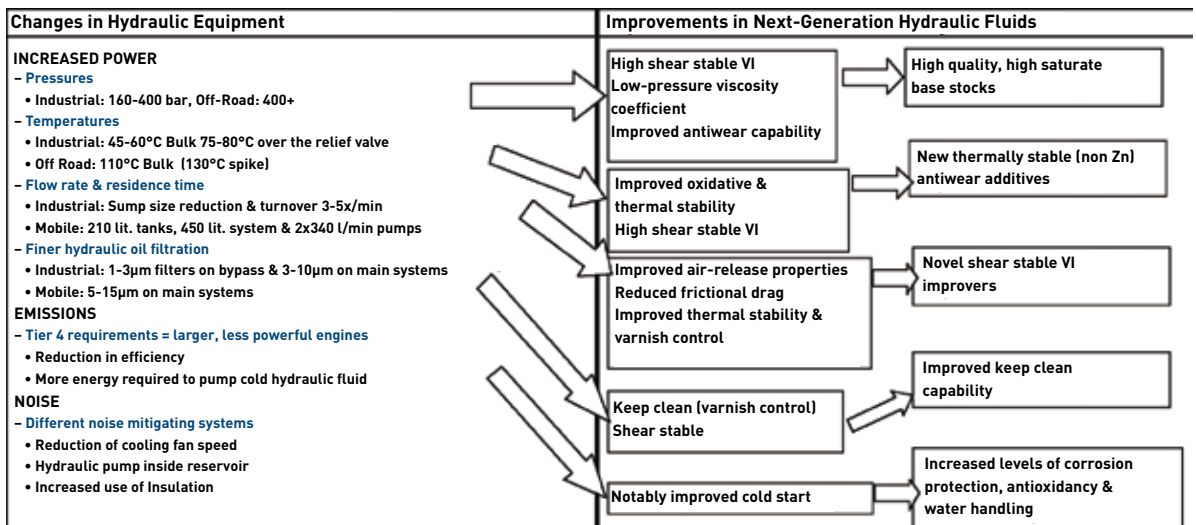 Changes in Hydraulic Equipment
INCREASED POWER
– Pressures
• Industrial: 160-400 bar, Off-Road: 400+
– Temperatures
• Industrial: 45-60°C Bulk 75-80°C over the relief valve
• Off Road: 110°C Bulk (130°C spike)
– Flow rate & residence time
• Industrial: Sump size reduction & turnover 3-5x/min
• Mobile: 210 lit. tanks, 450 lit. system & 2x340 l/min pumps
– Finer hydraulic oil filtration
• Industrial: 1-3µm filters on bypass & 3-10µm on main systems
• Mobile: 5-15µm on main systems
EMISSIONS
– Tier 4 requirements = larger, less powerful engines
• Reduction in efficiency
• More energy required to pump cold hydraulic fluid
NOISE
– Different noise mitigating systems
• Reduction of cooling fan speed
• Hydraulic pump inside reservoir
• Increased use of Insulation
Improvements in Next-Generation Hydraulic Fluids
High shear stable VI
Low-pressure viscosity
coefficient
Improved antiwear capability
High quality, high saturate
base stocks
Improved oxidative &
thermal stability
High shear stable VI
New thermally stable (non Zn)
antiwear additives
Improved air-release properties
Reduced frictional drag
Improved thermal stability &
varnish control
Novel shear stable VI
improvers
Keep clean (varnish control)
Shear stable
Improved keep clean
capability
Notably improved cold start
Increased levels of corrosion
protection, antioxidancy &
water handling